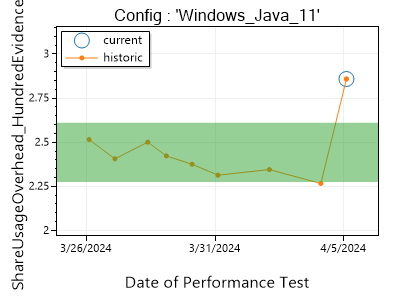 Config : 'Windows_Java_11'
current
historic
ShareUsageOverhead_HundredEvidence
3
2.75
2.5
2.25
2
3/26/2024
3/31/2024
4/5/2024
Date of Performance Test